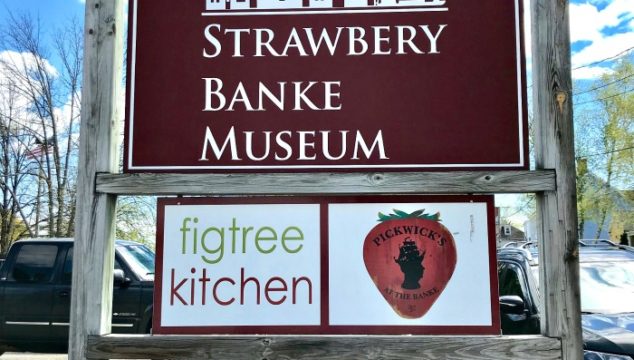 STRAWBERY
BANKE
MUSEUM
figtree
kitchen
PICKWICK'S
AT THE BANKE